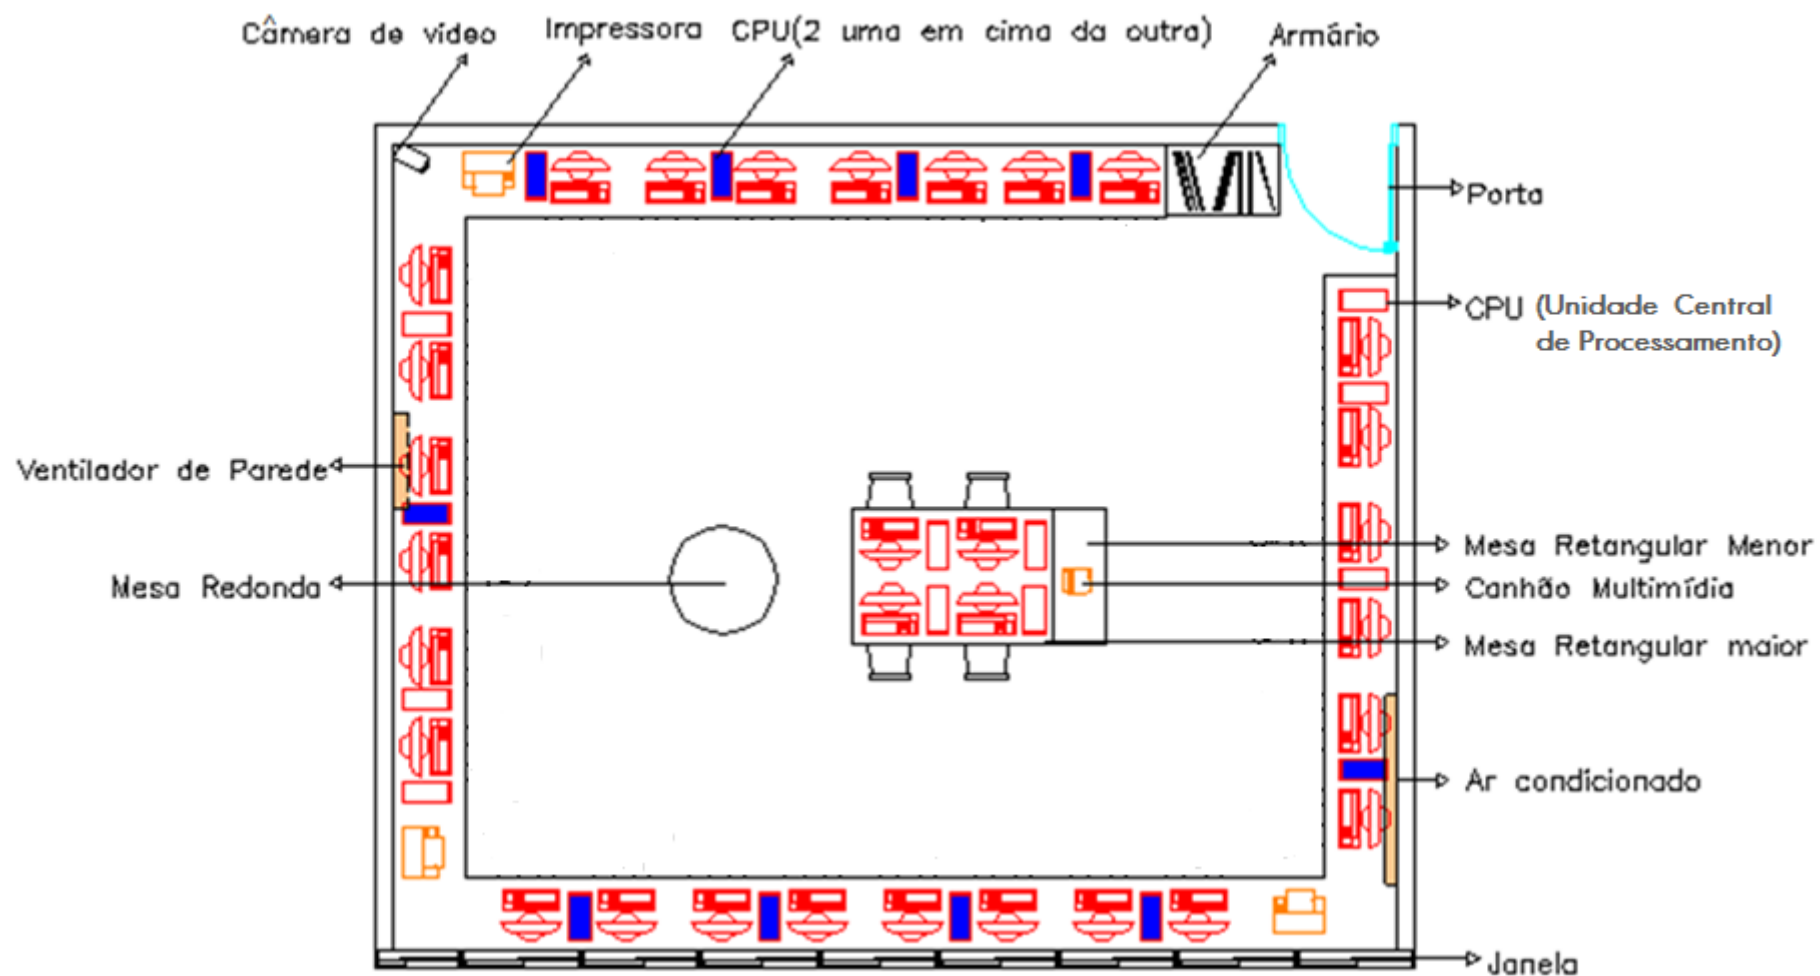 Câmera de vídeo
Impressora
CPU(2 uma em cima da outra)
Armário
Porta
CPU (Unidade Central
de Processamento)
Ventilador de Parede
Mesa Retangular Menor
Mesa Redonda
Canhão Multimídia
Mesa Retangular maior
Ar condicionado
Janela